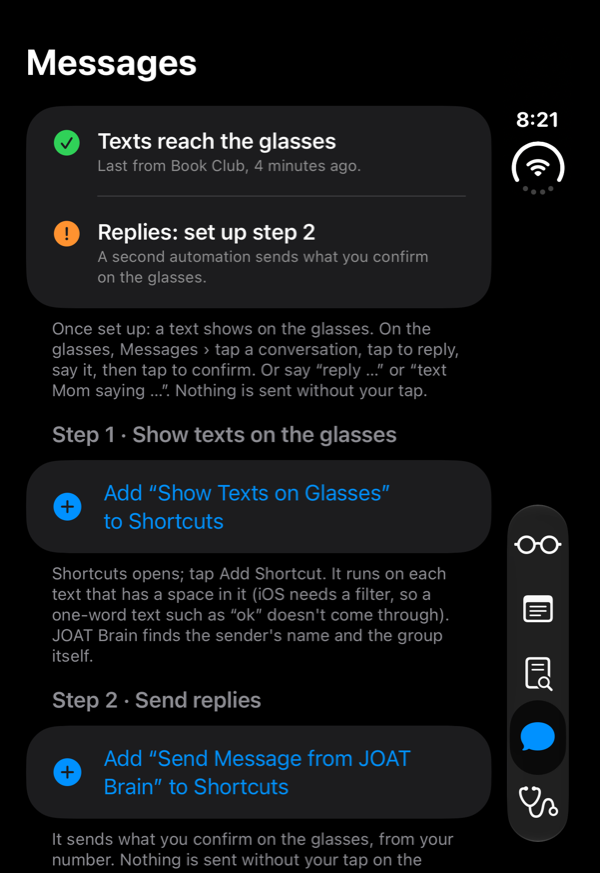 Messages
8:21
Texts reach the glasses
Last from Book Club, 4 minutes ago.
Replies: set up step 2
A second automation sends what you confirm
on the glasses.
Once set up: a text shows on the glasses. On the
glasses, Messages › tap a conversation, tap to reply,
say it, then tap to confirm. Or say “reply ...” or “text
Mom saying ...”. Nothing is sent without your tap.
Step 1 · Show texts on the glasses
Add “Show Texts on Glasses”
to Shortcuts
Shortcuts opens; tap Add Shortcut. It runs on each
text that has a space in it (iOS needs a filter, so a
one-word text such as “ok” doesn't come through).
JOAT Brain finds the sender's name and the group
itself.
Step 2 · Send replies
Add “Send Message from JOAT
Brain” to Shortcuts
It sends what you confirm on the glasses, from your
number. Nothing is sent without your tap on the